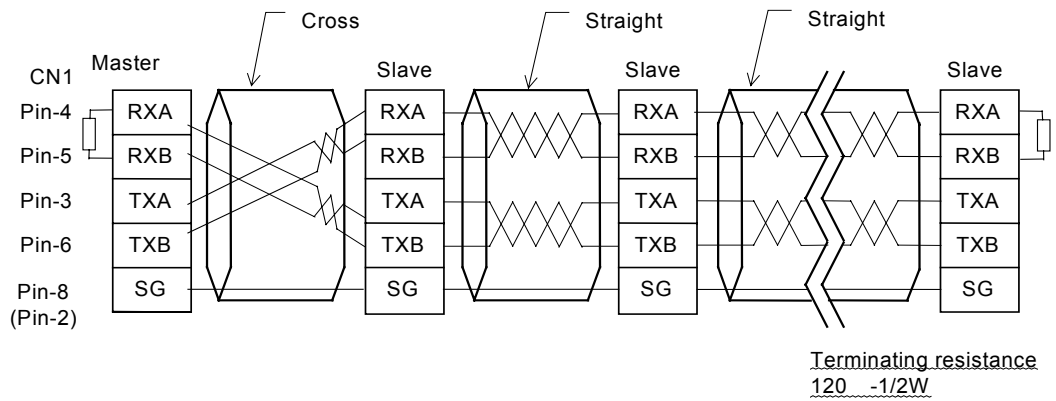 Cross
Straight
Straight
CN1
Master
Slave
Slave
Slave
Pin-4
RXA
RXA
RXA
RXA
Pin-5
RXB
RXB
RXB
RXB
Pin-3
TXA
TXA
TXA
TXA
Pin-6
TXB
TXB
TXB
TXB
Pin-8
(Pin-2)
SG
SG
SG
SG
Terminating resistance
120 -1/2W